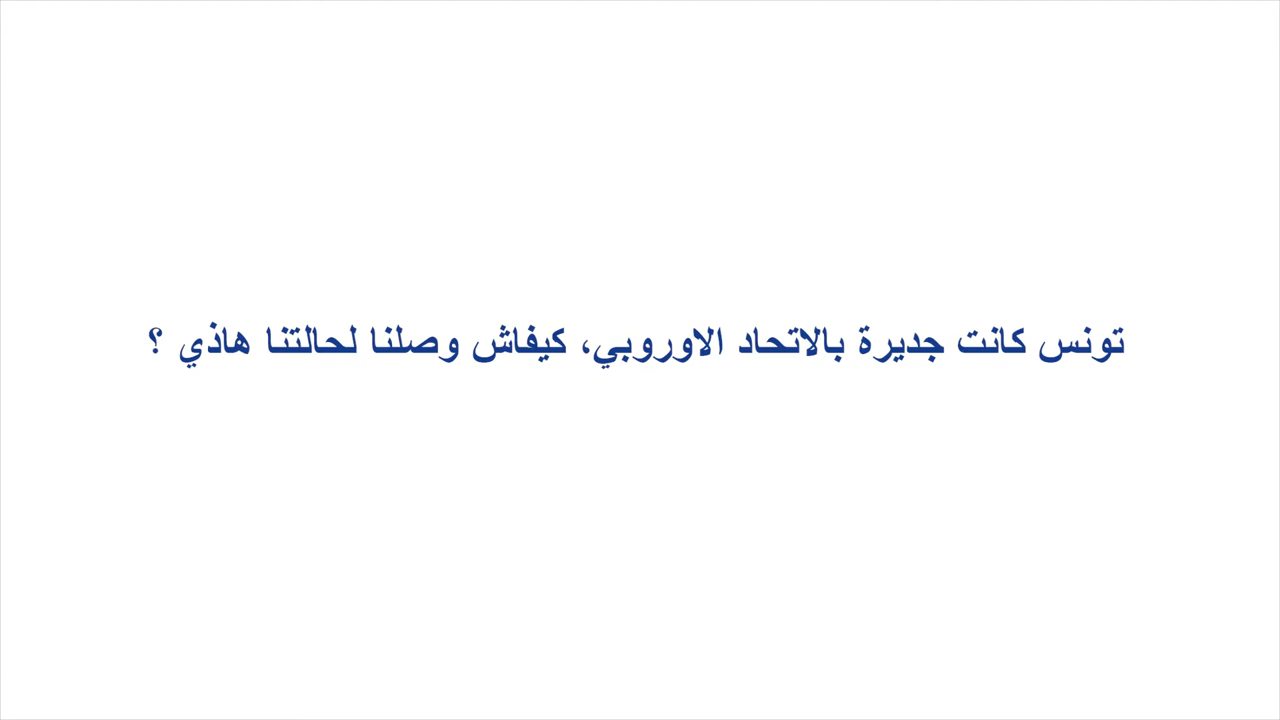 تونس كانت جديرة بالاتحاد الاوروبي، كيفاش وصلنا لحالتنا هاذي ؟